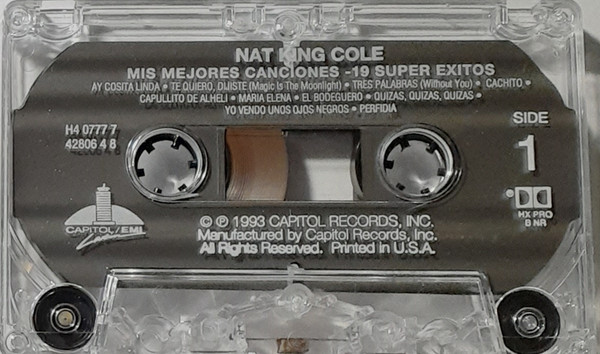 NAT KING COLE
MIS MEJORES CANCIONES -19 SUPER EXITOS
AY COSITA LINDA • TE QUIERO, DIJISTE (Magic Is The Moonlight) • TRES PALABRAS (Without You) • CACHITO •
CAPULLITO DE ALHELI • MARIA ELENA • EL BODEGUERO • QUIZAS, QUIZAS, QUIZAS •
YO VENDO UNOS OJOS NEGROS • PERFIDIA
H4 0777 7
42806 4 8
SIDE
1
HX PRO
B NR
CAPITOL/EMI
Latin
© ℗ 1993 CAPITOL RECORDS, INC.
Manufactured by Capitol Records, Inc.
All Rights Reserved. Printed in U.S.A.